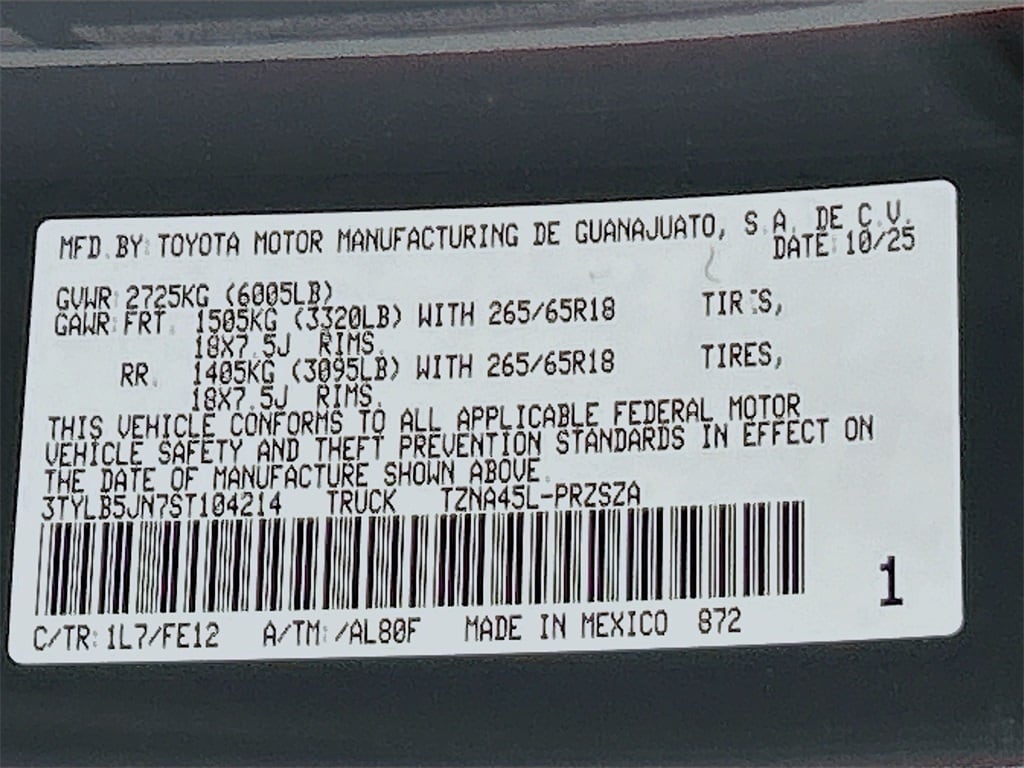 MFD. BY: TOYOTA MOTOR MANUFACTURING DE GUANAJUATO, S.A. DE C.V.
DATE: 10/25
GVWR: 2725KG (6005LB)
GAWR: FRT. 1505KG (3320LB) WITH 265/65R18 TIRES,
18X7.5J RIMS.
RR. 1405KG (3095LB) WITH 265/65R18 TIRES,
18X7.5J RIMS.
THIS VEHICLE CONFORMS TO ALL APPLICABLE FEDERAL MOTOR
VEHICLE SAFETY AND THEFT PREVENTION STANDARDS IN EFFECT ON
THE DATE OF MANUFACTURE SHOWN ABOVE.
3TYLB5JN7ST104214 TRUCK TZNA45L-PRZSZA
1
C/TR: 1L7/FE12 A/TM: /AL80F MADE IN MEXICO 872